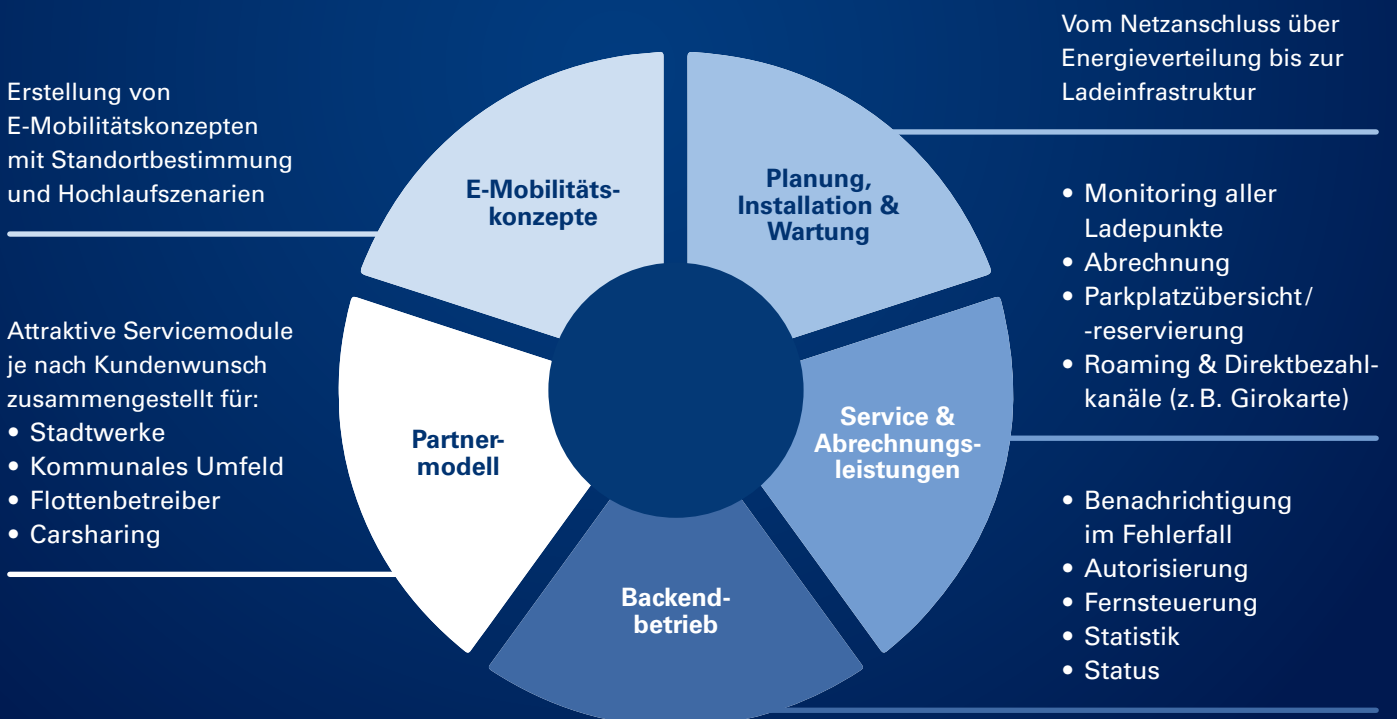 Erstellung von
E-Mobilitätskonzepten
mit Standortbestimmung
und Hochlaufszenarien
Attraktive Servicemodule
je nach Kundenwunsch
zusammengestellt für:
• Stadtwerke
• Kommunales Umfeld
• Flottenbetreiber
• Carsharing
E-Mobilitäts-
konzepte
Planung,
Installation &
Wartung
Partner-
modell
Service &
Abrechnungs-
leistungen
Backend-
betrieb
Vom Netzanschluss über
Energieverteilung bis zur
Ladeinfrastruktur
• Monitoring aller
Ladepunkte
• Abrechnung
• Parkplatzübersicht/
-reservierung
• Roaming & Direktbezahl-
kanäle (z. B. Girokarte)
• Benachrichtigung
im Fehlerfall
• Autorisierung
• Fernsteuerung
• Statistik
• Status